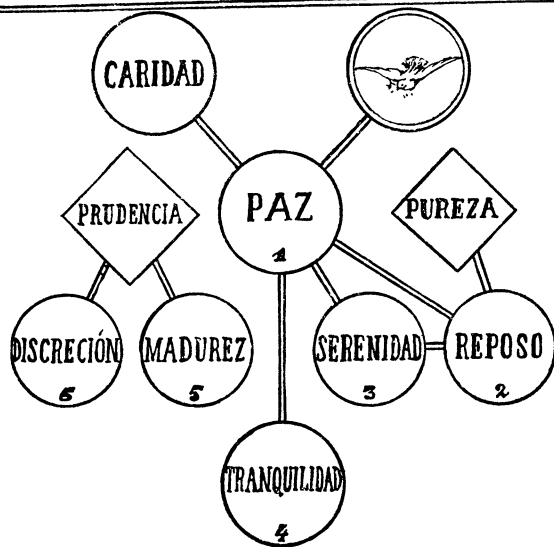 CARIDAD
PRUDENCIA
PAZ
1
PUREZA
DISCRECIÓN
6
MADUREZ
5
SERENIDAD
3
REPOSO
2
TRANQUILIDAD
4